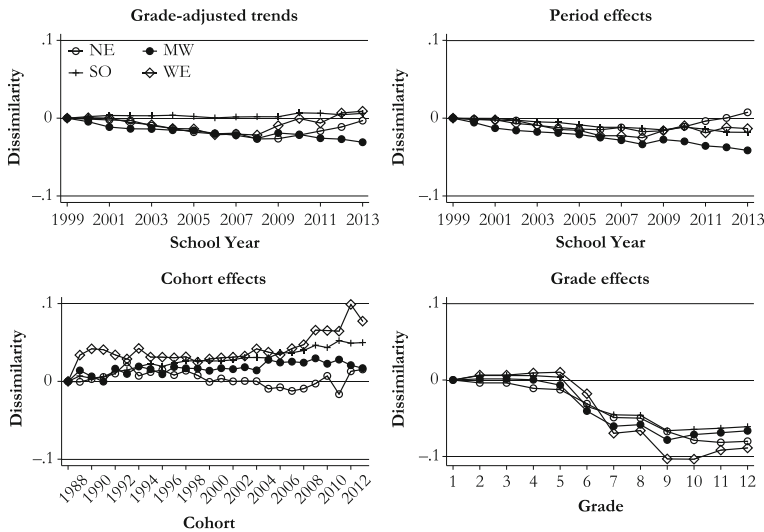 Grade-adjusted trends
.1
0
–.1
Dissimilarity
NE
MW
SO
WE
1999 2001 2003 2005 2007 2009 2011 2013
School Year
Period effects
.1
0
–.1
Dissimilarity
1999 2001 2003 2005 2007 2009 2011 2013
School Year
Cohort effects
.1
0
–.1
Dissimilarity
1988 1990 1992 1994 1996 1998 2000 2002 2004 2006 2008 2010 2012
Cohort
Grade effects
.1
0
–.1
Dissimilarity
1 2 3 4 5 6 7 8 9 10 11 12
Grade